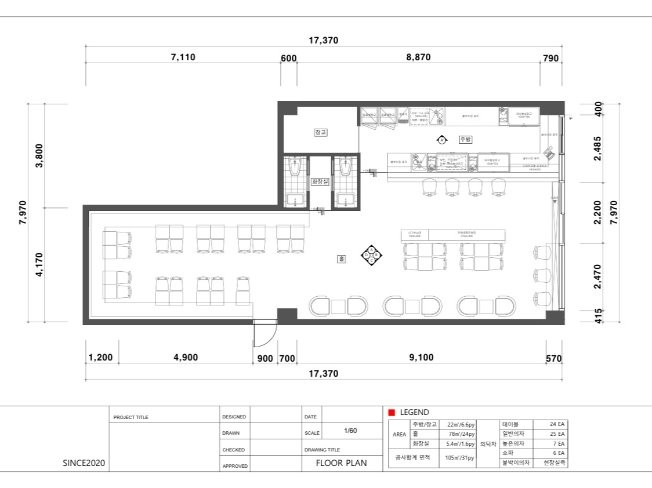 17,370
7,110 600 8,870 790
400
창고
주방
3,800
2,485
화장실
7,970
2,200
7,970
홀
4,170
2,470
415
1,200 4,900 900 700 9,100 570
17,370
LEGEND
PROJECT TITLE DESIGNED DATE
주방/창고 22㎡/6.6py 테이블 24 EA
DRAWN SCALE 1/60
AREA 홀 78㎡/24py 일반의자 25 EA
화장실 5.4㎡/1.6py 의탁자 높은의자 7 EA
CHECKED DRAWING TITLE
공사합계 면적 105㎡/31py 소파 6 EA
SINCE2020 APPROVED FLOOR PLAN
붙박이의자 현장실측